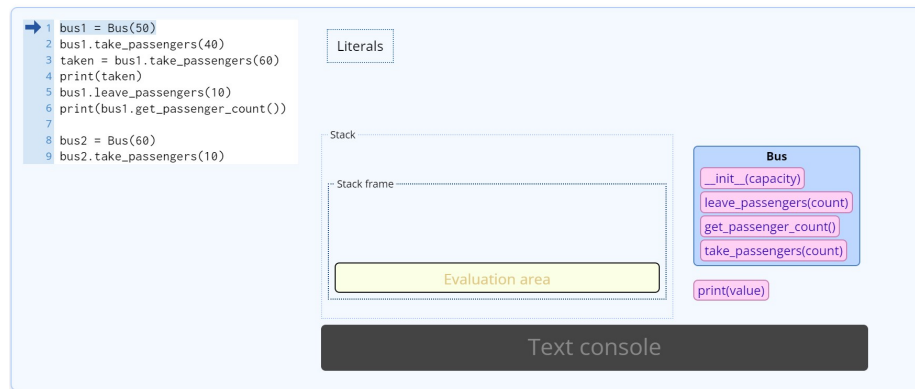 1 bus1 = Bus(50)
2 bus1.take_passengers(40)
3 taken = bus1.take_passengers(60)
4 print(taken)
5 bus1.leave_passengers(10)
6 print(bus1.get_passenger_count())
7
8 bus2 = Bus(60)
9 bus2.take_passengers(10)
Literals
Stack
Stack frame
Evaluation area
Bus
__init__(capacity)
leave_passengers(count)
get_passenger_count()
take_passengers(count)
print(value)
Text console